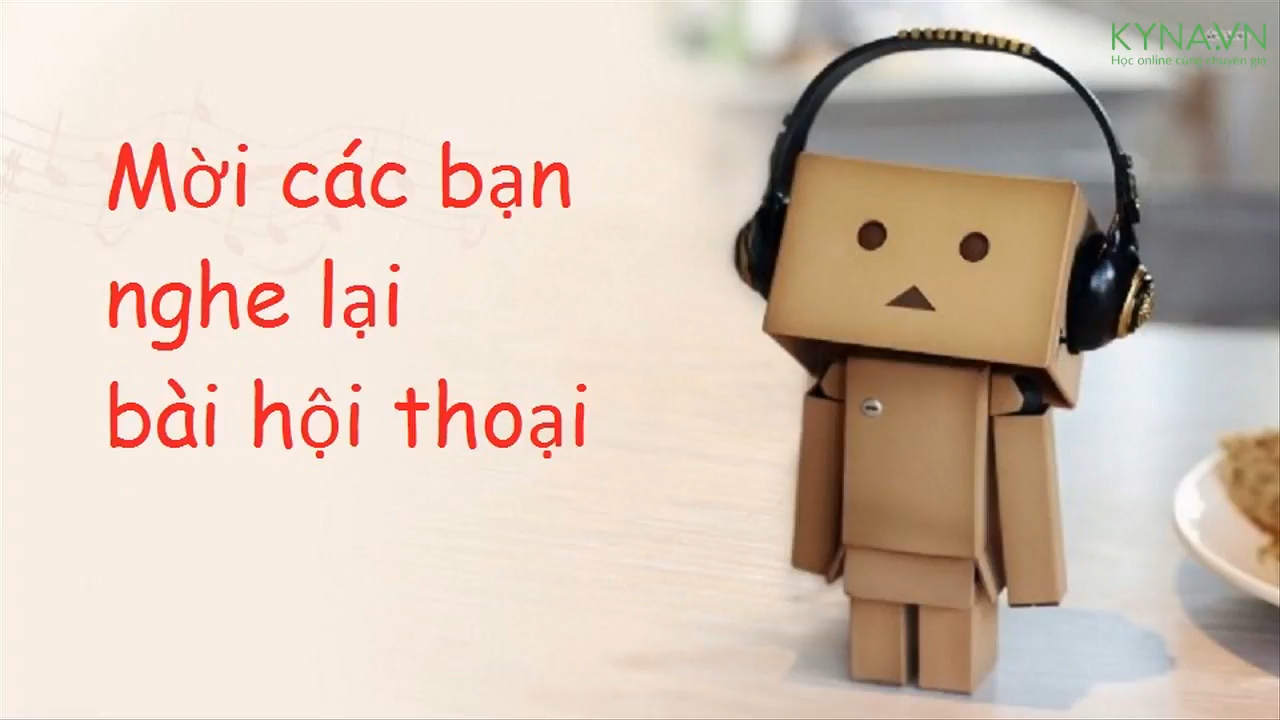 KYNA.VN
Học online cùng chuyên gia
Mời các bạn
nghe lại
bài hội thoại